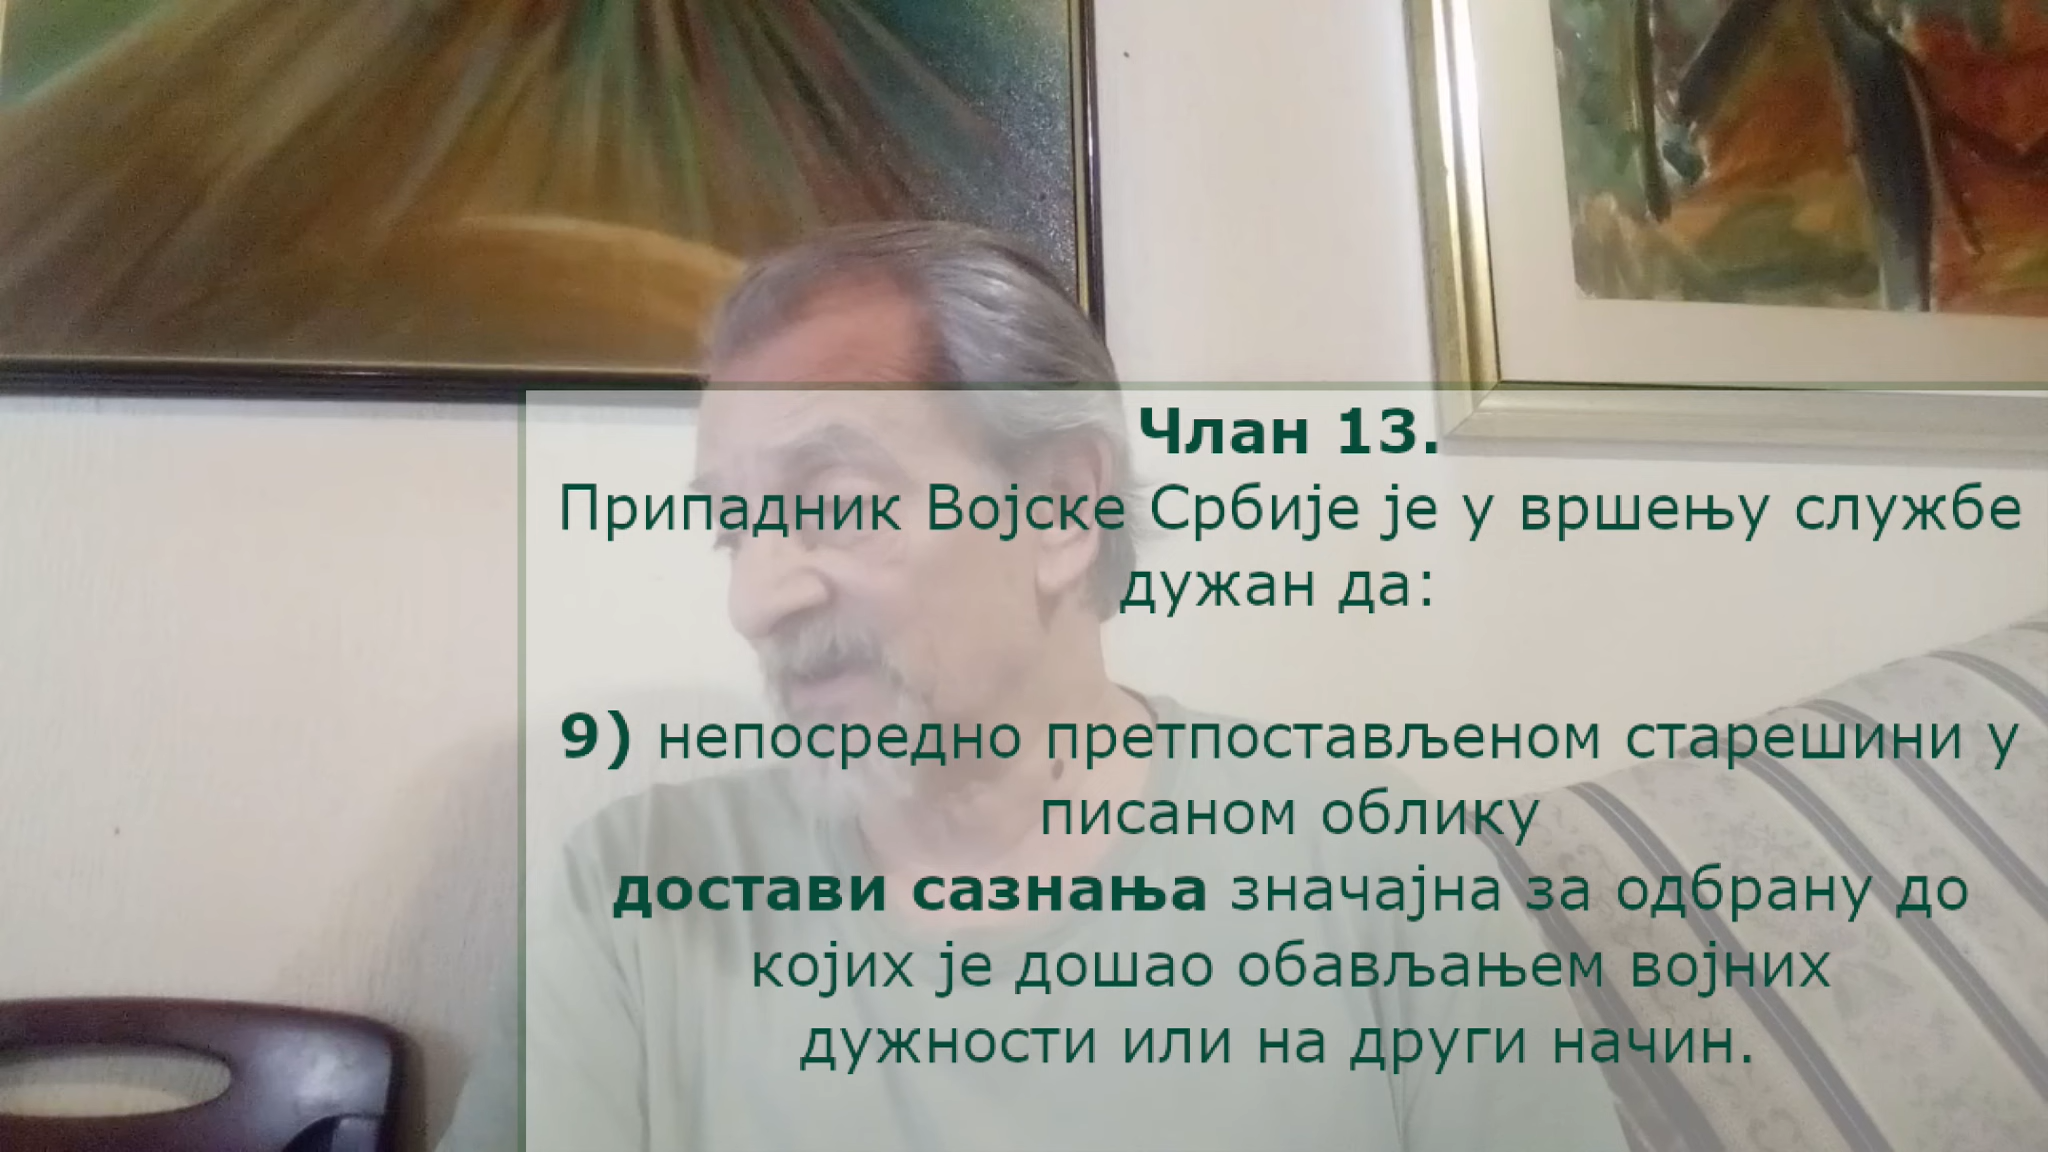 Члан 13.
Припадник Војске Србије је у вршењу службе
дужан да:
9) непосредно претпостављеном старешини у
писаном облику
достави сазнања значајна за одбрану до
којих је дошао обављањем војних
дужности или на други начин.